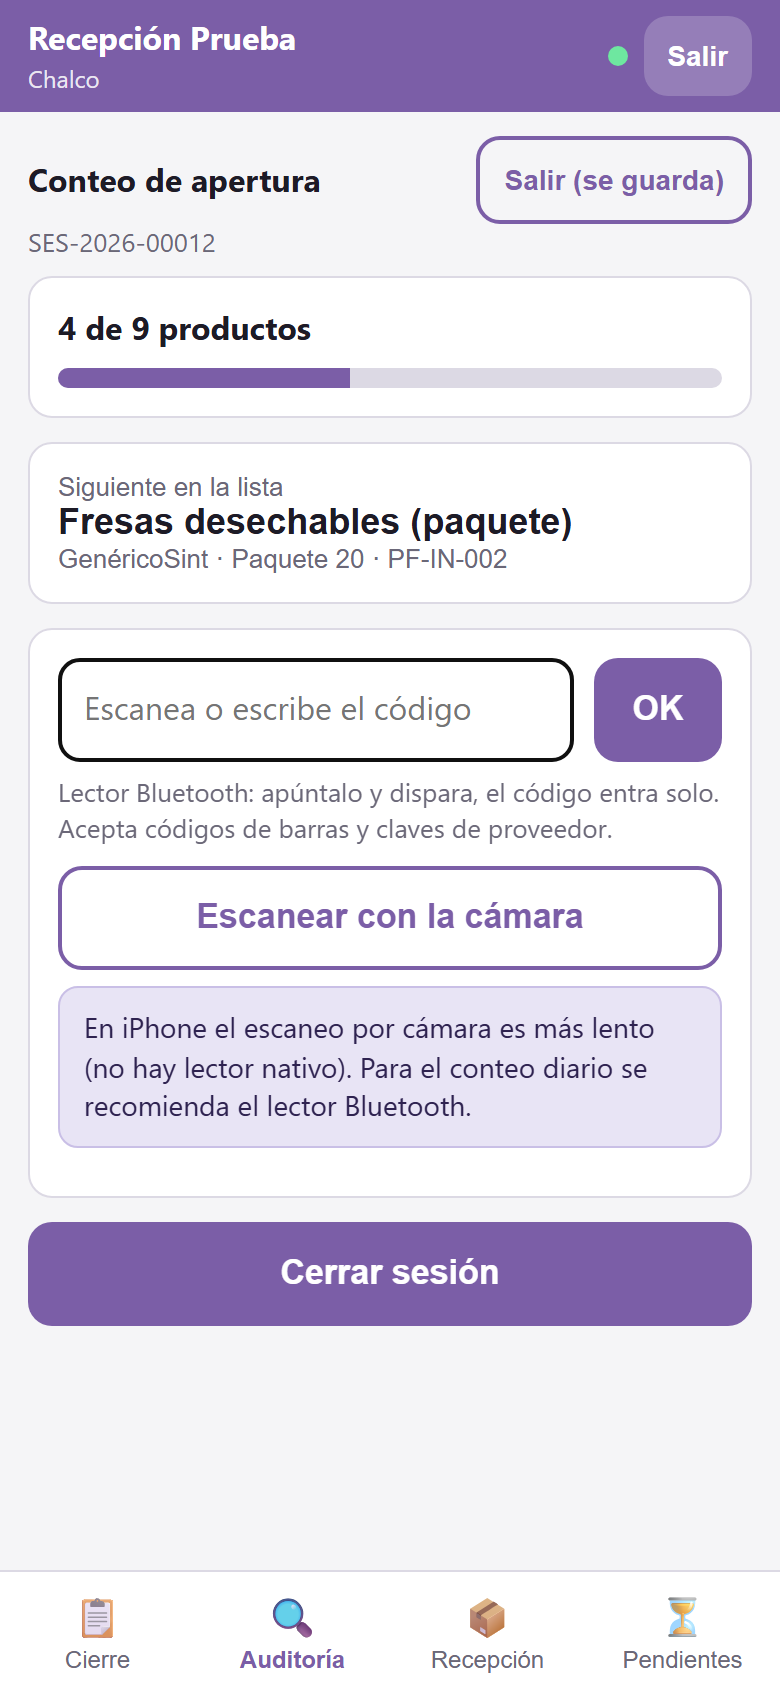 Recepción Prueba
Chalco
Salir
Conteo de apertura
Salir (se guarda)
SES-2026-00012
4 de 9 productos
Siguiente en la lista
Fresas desechables (paquete)
GenéricoSint · Paquete 20 · PF-IN-002
Escanea o escribe el código
OK
Lector Bluetooth: apúntalo y dispara, el código entra solo.
Acepta códigos de barras y claves de proveedor.
Escanear con la cámara
En iPhone el escaneo por cámara es más lento
(no hay lector nativo). Para el conteo diario se
recomienda el lector Bluetooth.
Cerrar sesión
Cierre
Auditoría
Recepción
Pendientes